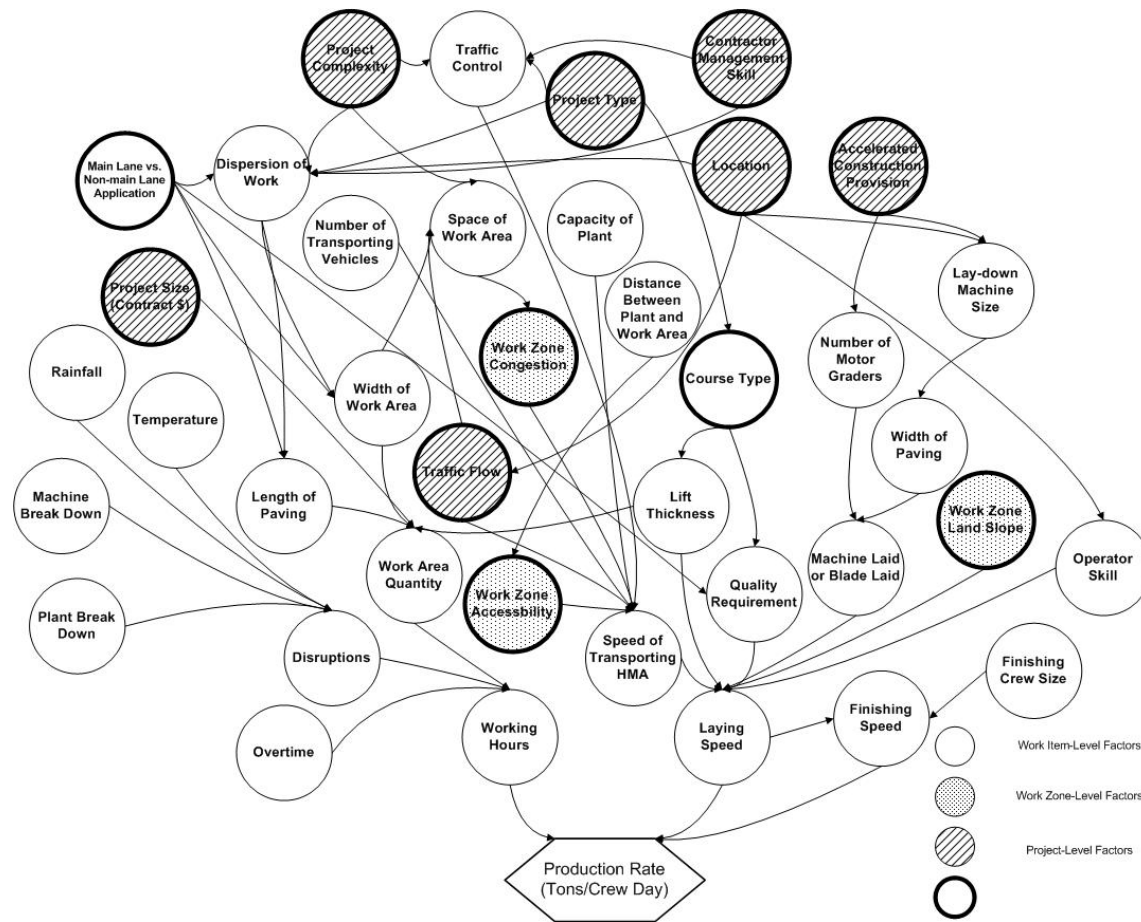 Project
Complexity
Traffic
Control
Contractor
Management
Skill
Project Type
Main Lane vs.
Non-main Lane
Application
Dispersion of
Work
Location
Accelerated
Construction
Provision
Number of
Transporting
Vehicles
Space of
Work Area
Capacity of
Plant
Project Size
(Contract $)
Distance
Between
Plant and
Work Area
Lay-down
Machine
Size
Rainfall
Work Zone
Congestion
Number of
Motor
Graders
Width of
Work Area
Course Type
Temperature
Width of
Paving
Traffic Flow
Machine
Break Down
Length of
Paving
Lift
Thickness
Work Zone
Land Slope
Work Area
Quantity
Machine Laid
or Blade Laid
Operator
Skill
Quality
Requirement
Work Zone
Accessbility
Plant Break
Down
Disruptions
Speed of
Transporting
HMA
Finishing
Crew Size
Overtime
Working
Hours
Laying
Speed
Finishing
Speed
Work Item-Level Factors
Work Zone-Level Factors
Project-Level Factors
Production Rate
(Tons/Crew Day)